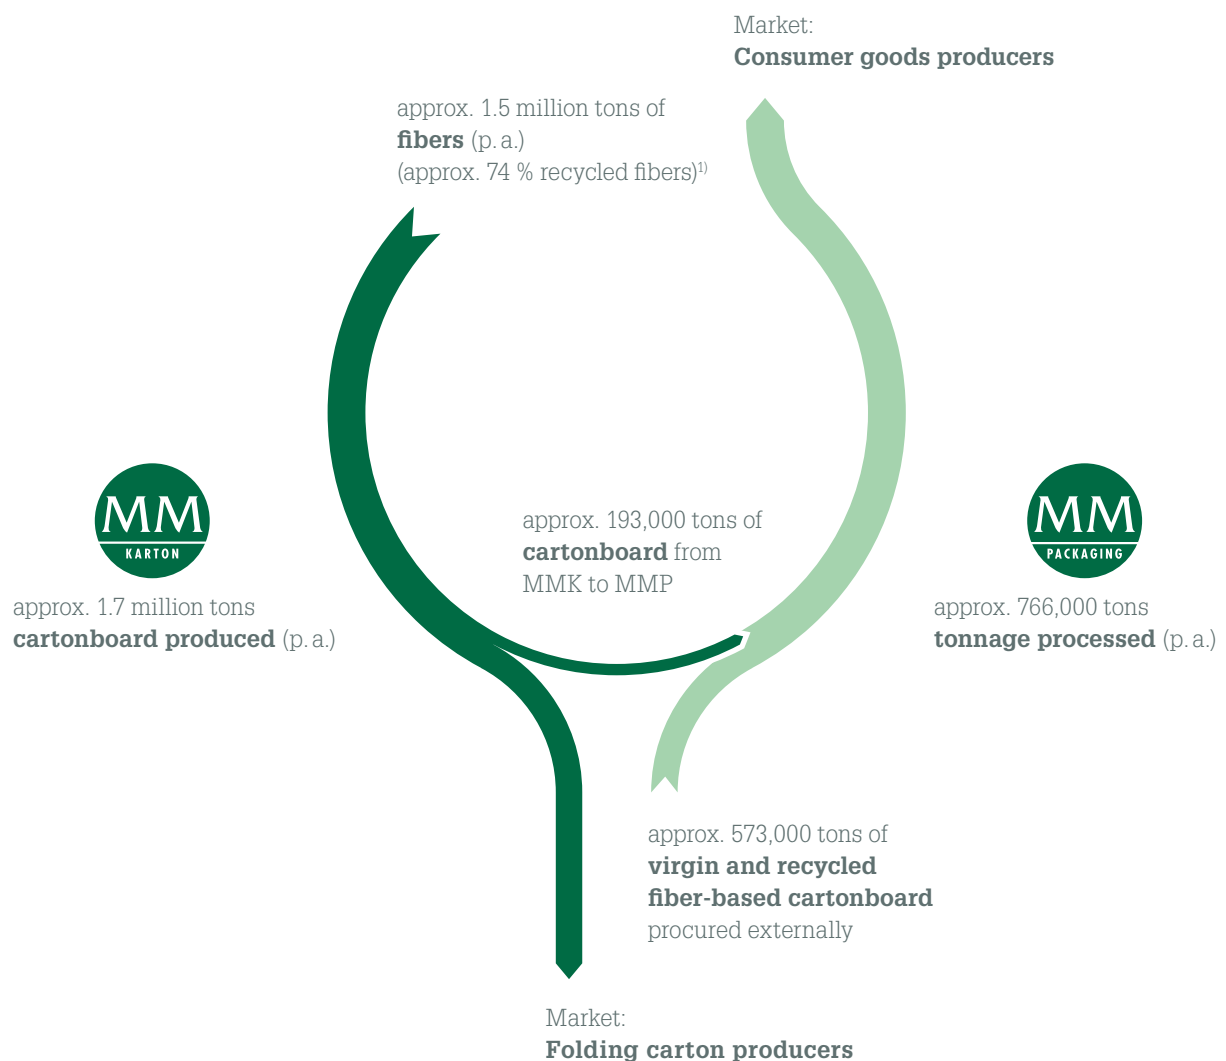 Market:
Consumer goods producers
approx. 1.5 million tons of
fibers (p. a.)
(approx. 74 % recycled fibers)1)
MM
KARTON
approx. 1.7 million tons
cartonboard produced (p. a.)
approx. 193,000 tons of
cartonboard from
MMK to MMP
MM
PACKAGING
approx. 766,000 tons
tonnage processed (p. a.)
approx. 573,000 tons of
virgin and recycled
fiber-based cartonboard
procured externally
Market:
Folding carton producers